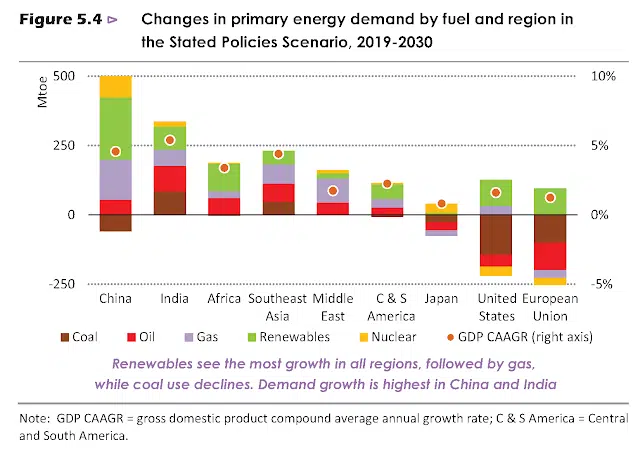 Figure 5.4 ⊳ Changes in primary energy demand by fuel and region in
the Stated Policies Scenario, 2019-2030
Mtoe
500
250
0
-250
10%
5%
0%
-5%
China
India
Africa
Southeast
Asia
Middle
East
C & S
America
Japan
United
States
European
Union
Coal Oil Gas Renewables Nuclear GDP CAAGR (right axis)
Renewables see the most growth in all regions, followed by gas,
while coal use declines. Demand growth is highest in China and India
Note: GDP CAAGR = gross domestic product compound average annual growth rate; C & S America = Central
and South America.